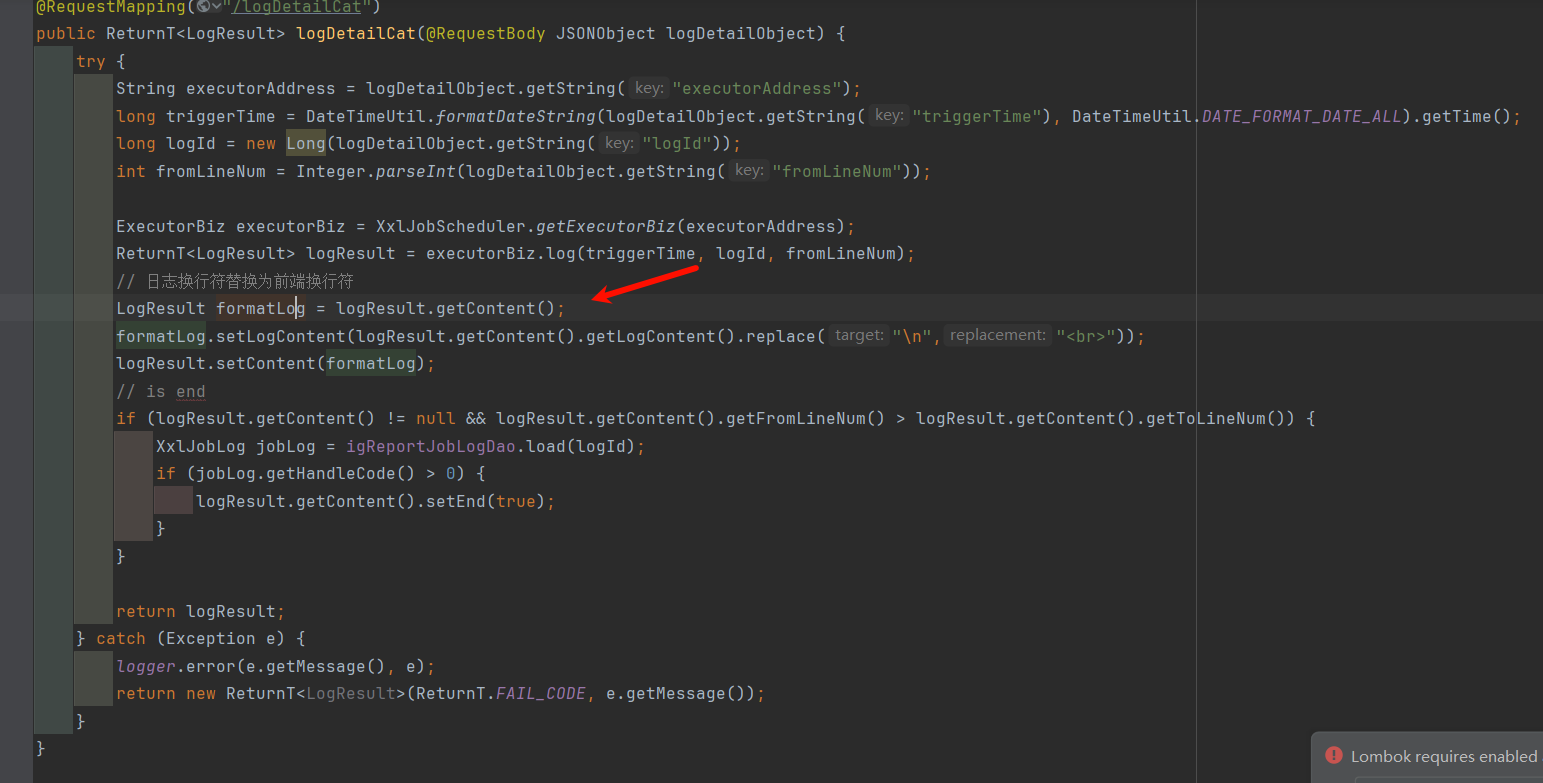 @RequestMapping("/logDetailCat")
public ReturnT<LogResult> logDetailCat(@RequestBody JSONObject logDetailObject) {
try {
String executorAddress = logDetailObject.getString( key: "executorAddress");
long triggerTime = DateTimeUtil.formatDateString(logDetailObject.getString( key: "triggerTime"), DateTimeUtil.DATE_FORMAT_DATE_ALL).getTime();
long logId = new Long(logDetailObject.getString( key: "logId"));
int fromLineNum = Integer.parseInt(logDetailObject.getString( key: "fromLineNum"));
ExecutorBiz executorBiz = XxlJobScheduler.getExecutorBiz(executorAddress);
ReturnT<LogResult> logResult = executorBiz.log(triggerTime, logId, fromLineNum);
// 日志换行符替换为前端换行符
LogResult formatLog = logResult.getContent();
formatLog.setLogContent(logResult.getContent().getLogContent().replace( target: "\n", replacement: "<br>"));
logResult.setContent(formatLog);
// is end
if (logResult.getContent() != null && logResult.getContent().getFromLineNum() > logResult.getContent().getToLineNum()) {
XxlJobLog jobLog = igReportJobLogDao.load(logId);
if (jobLog.getHandleCode() > 0) {
logResult.getContent().setEnd(true);
}
}
return logResult;
} catch (Exception e) {
logger.error(e.getMessage(), e);
return new ReturnT<LogResult>(ReturnT.FAIL_CODE, e.getMessage());
}
}
Lombok requires enabled